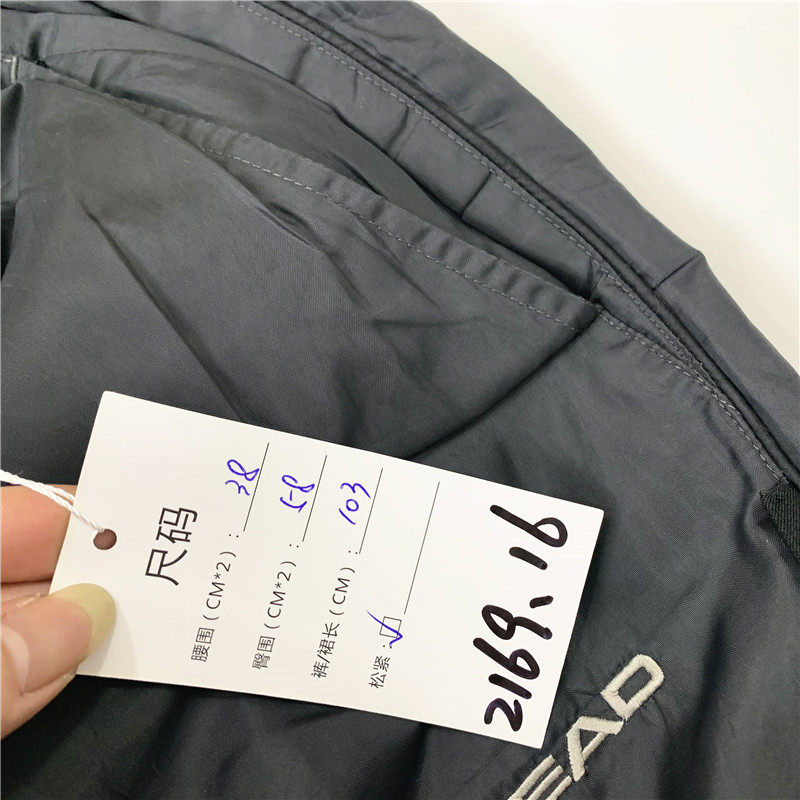 尺码
腰围(CM*2): 38
臀围(CM*2): 58
裤/裙长(CM): 103
松紧: ✓
2169、16
EAD